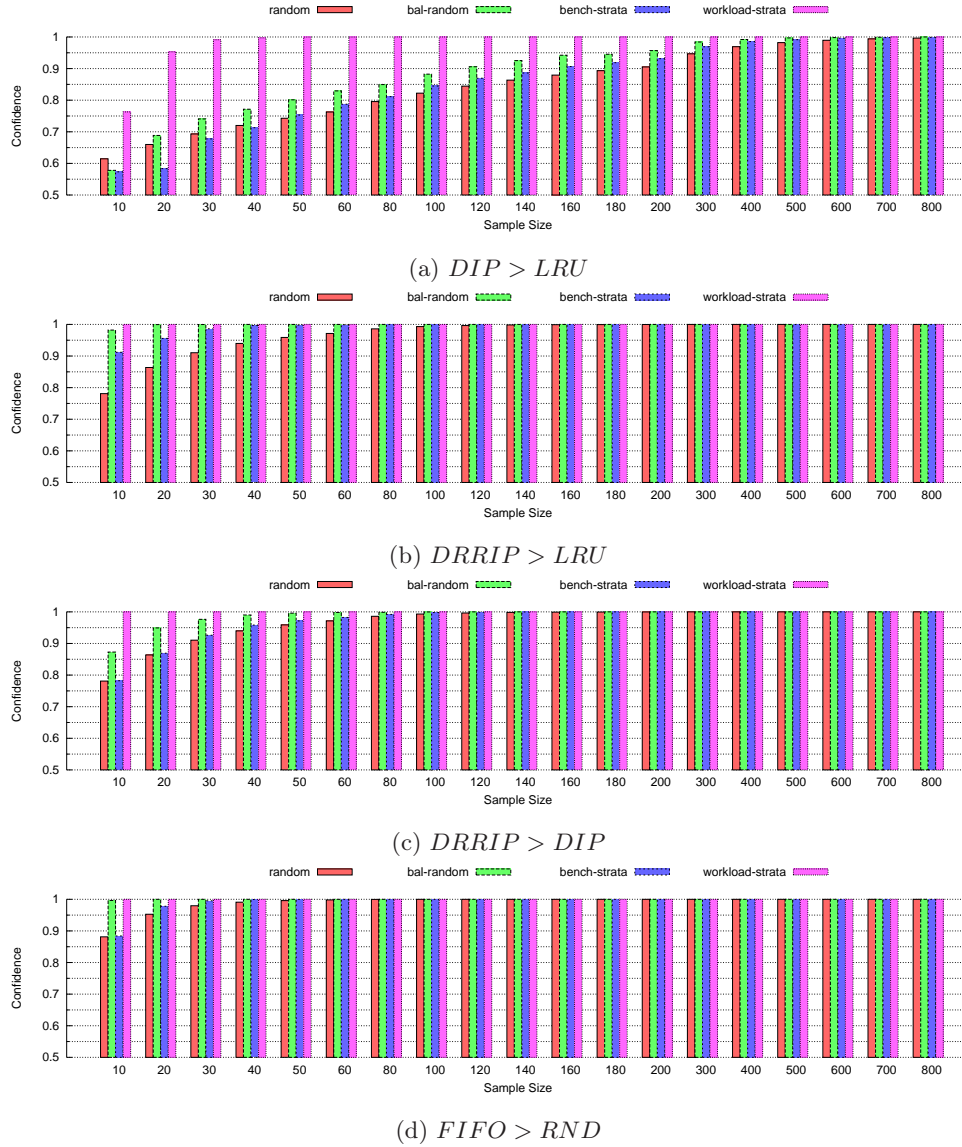 random bal-random bench-strata workload-strata
1
0.9
0.8
0.7
0.6
0.5
Confidence
10 20 30 40 50 60 80 100 120 140 160 180 200 300 400 500 600 700 800
Sample Size
(a) DIP > LRU
random bal-random bench-strata workload-strata
1
0.9
0.8
0.7
0.6
0.5
Confidence
10 20 30 40 50 60 80 100 120 140 160 180 200 300 400 500 600 700 800
Sample Size
(b) DRRIP > LRU
random bal-random bench-strata workload-strata
1
0.9
0.8
0.7
0.6
0.5
Confidence
10 20 30 40 50 60 80 100 120 140 160 180 200 300 400 500 600 700 800
Sample Size
(c) DRRIP > DIP
random bal-random bench-strata workload-strata
1
0.9
0.8
0.7
0.6
0.5
Confidence
10 20 30 40 50 60 80 100 120 140 160 180 200 300 400 500 600 700 800
Sample Size
(d) FIFO > RND